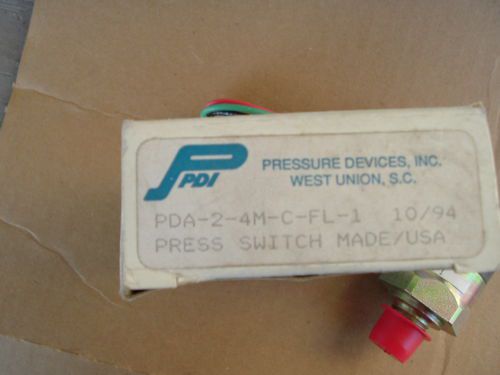 PDI
PRESSURE DEVICES, INC.
WEST UNION, S.C.
PDA-2-4M-C-FL-1 10/94
PRESS SWITCH MADE/USA